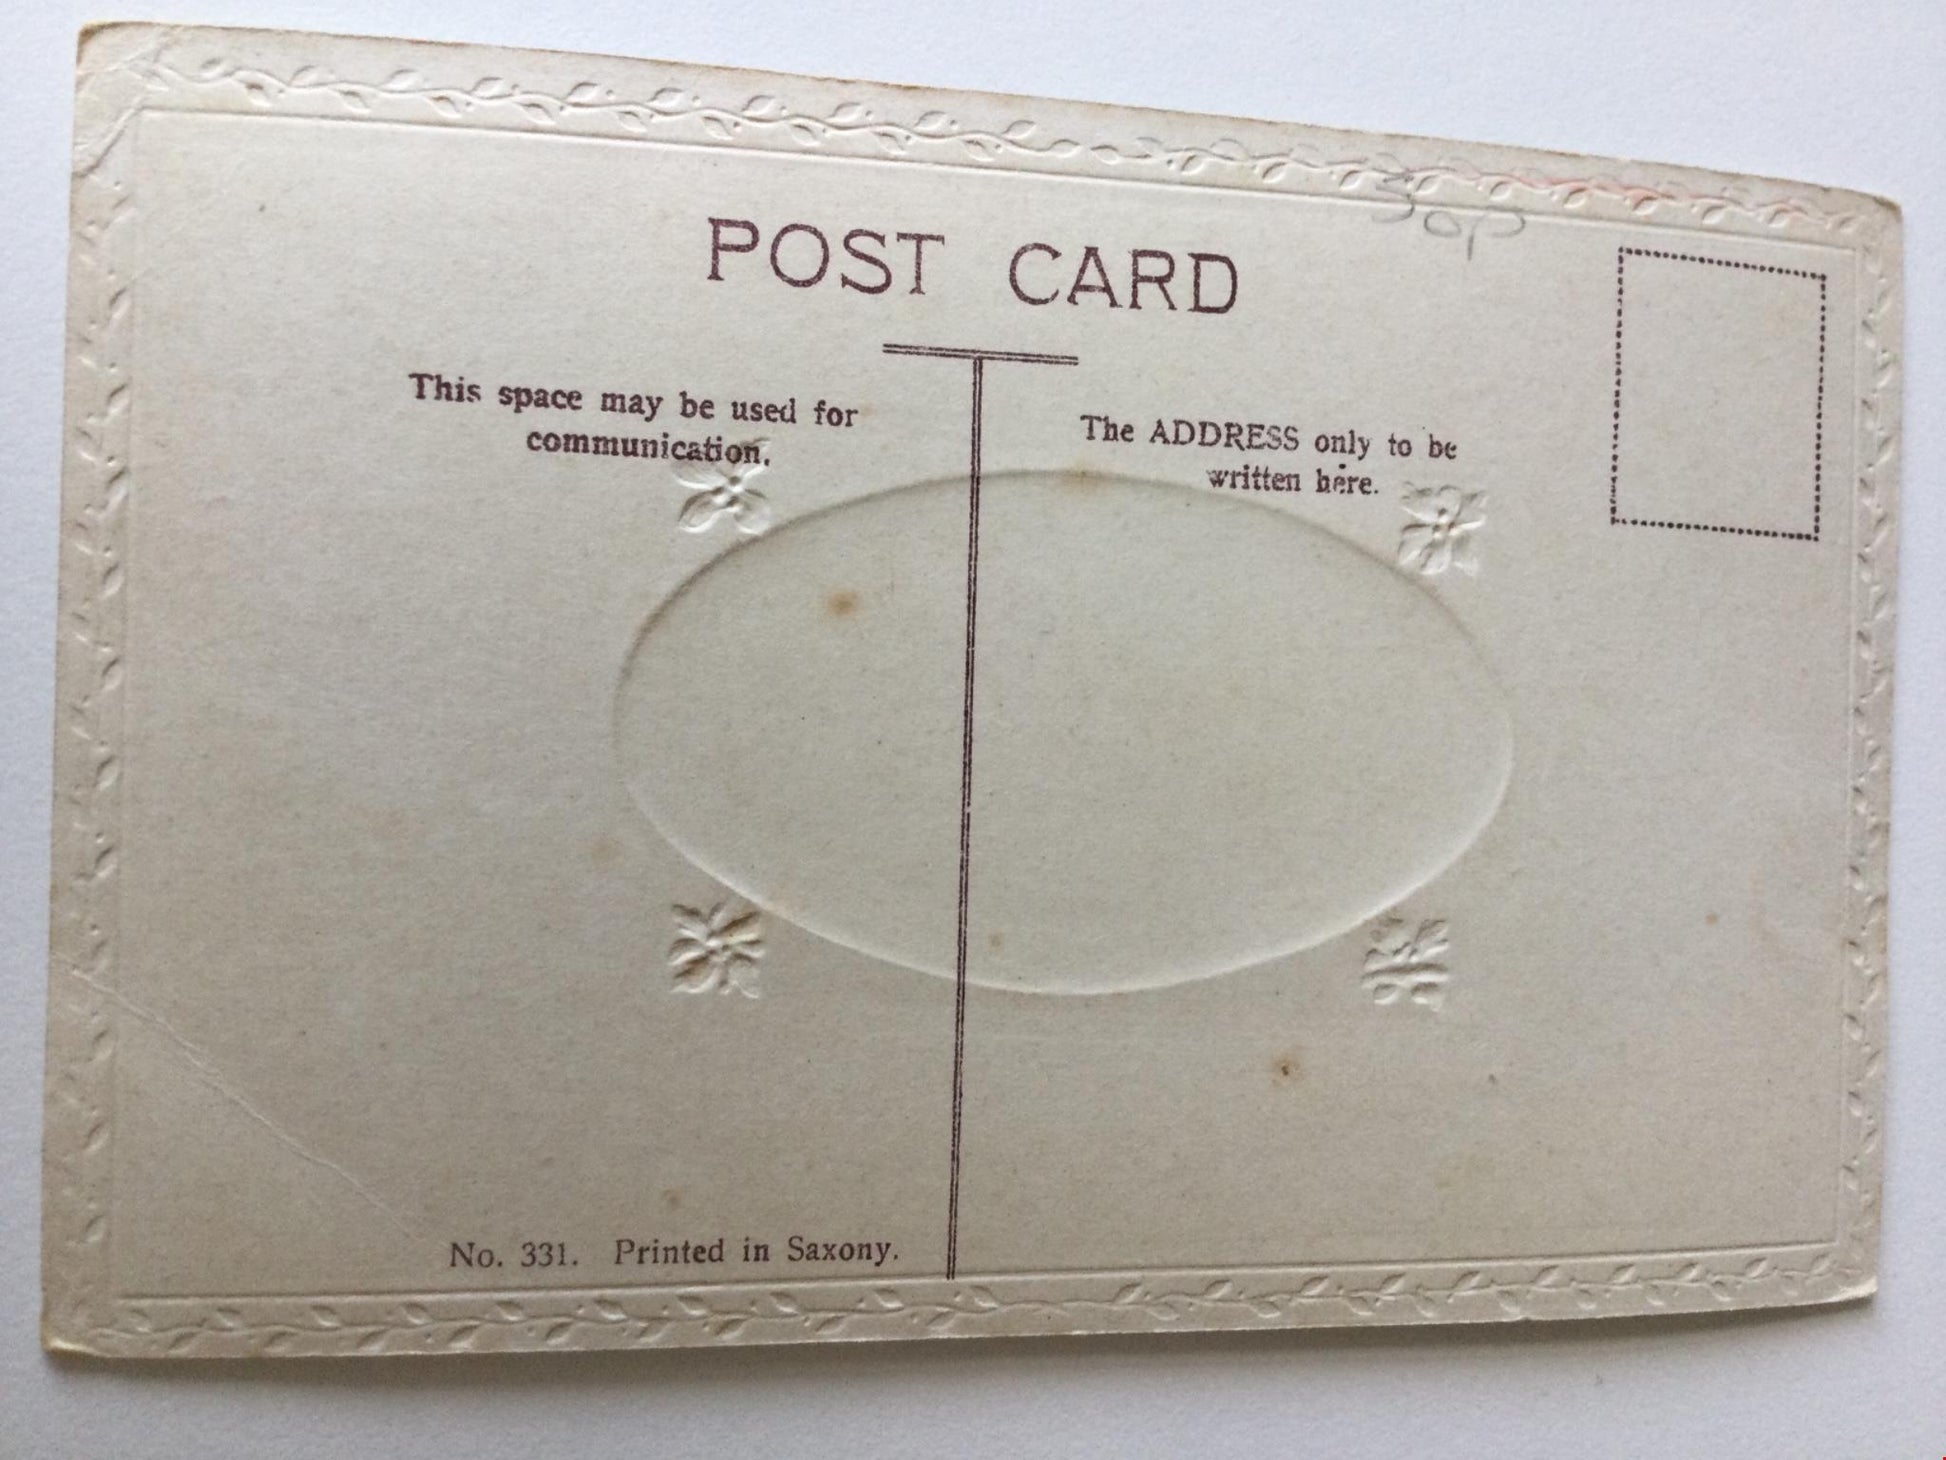 POST CARD
30p
This space may be used for
communication.
The ADDRESS only to be
written here.
No. 331. Printed in Saxony.